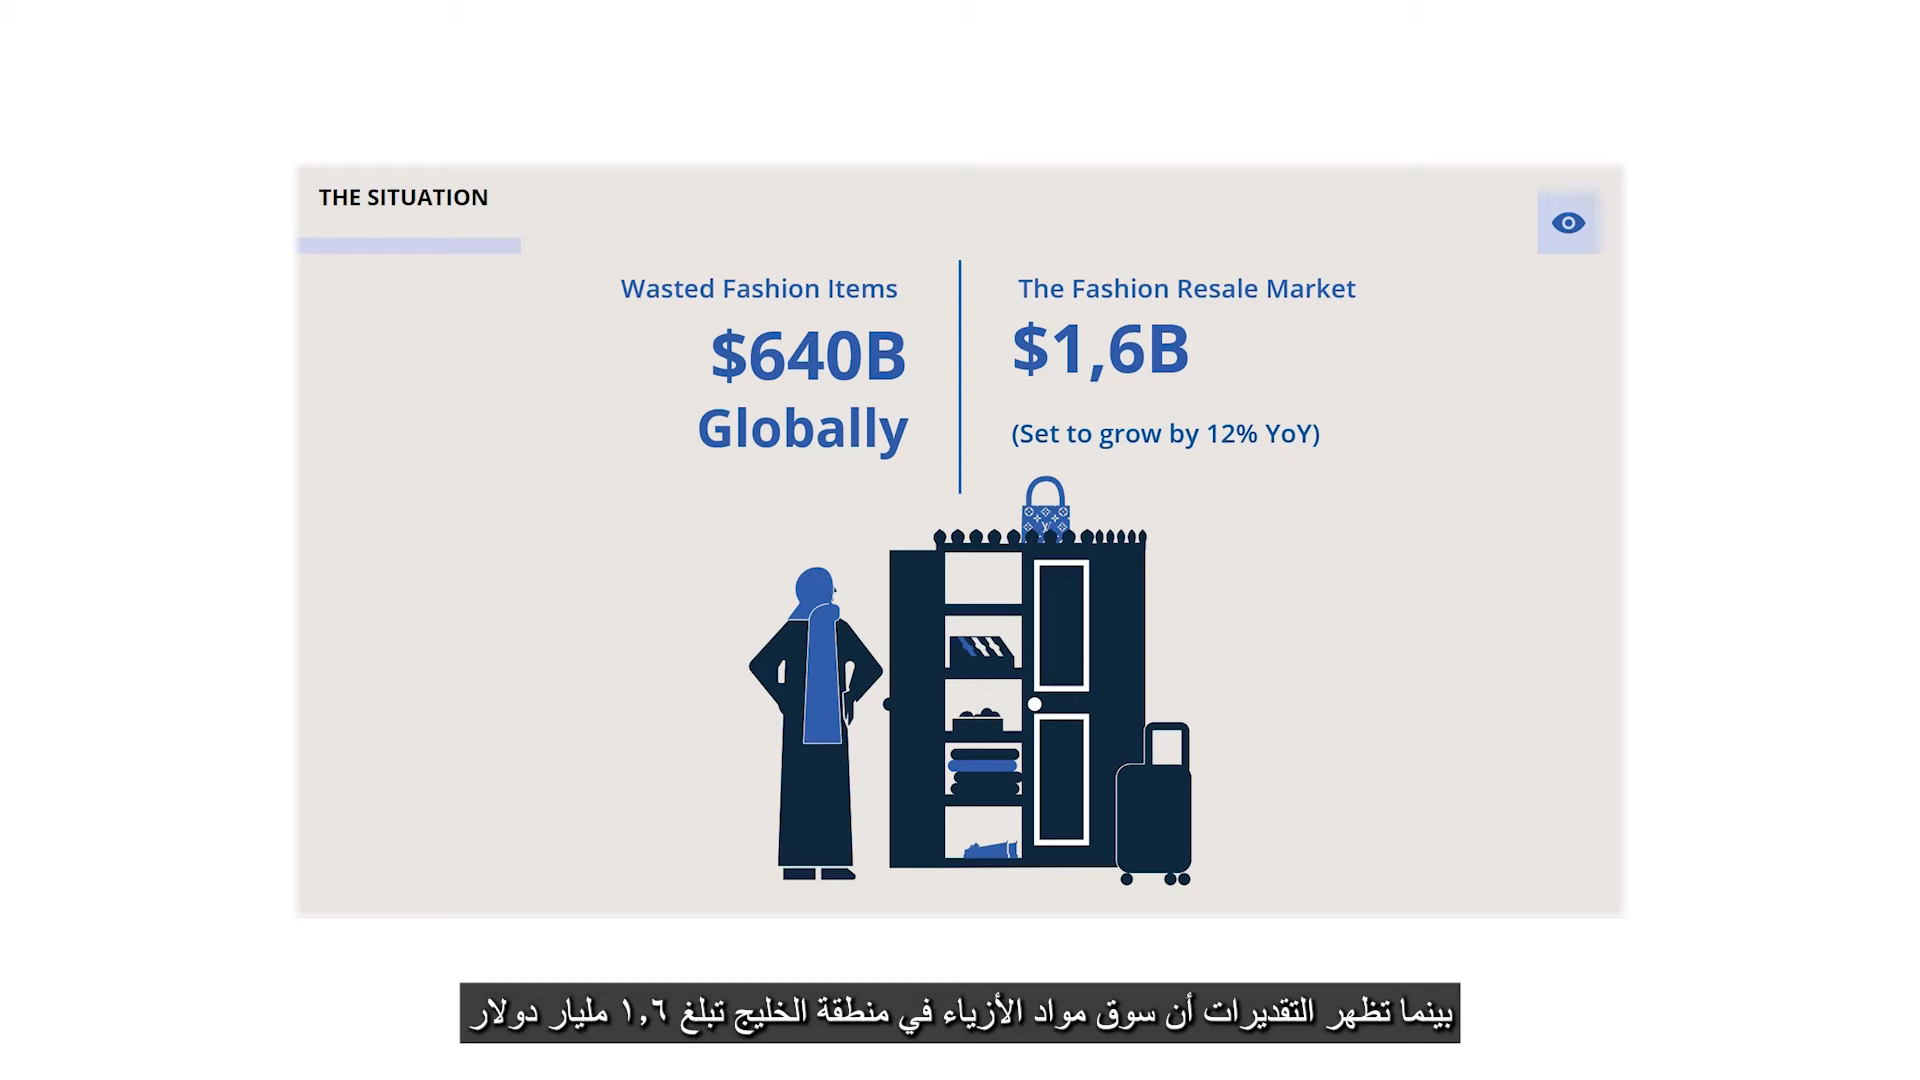 THE SITUATION
Wasted Fashion Items
$640B
Globally
The Fashion Resale Market
$1,6B
(Set to grow by 12% YoY)
بينما تظهر التقديرات أن سوق مواد الأزياء في منطقة الخليج تبلغ ١,٦ مليار دولار